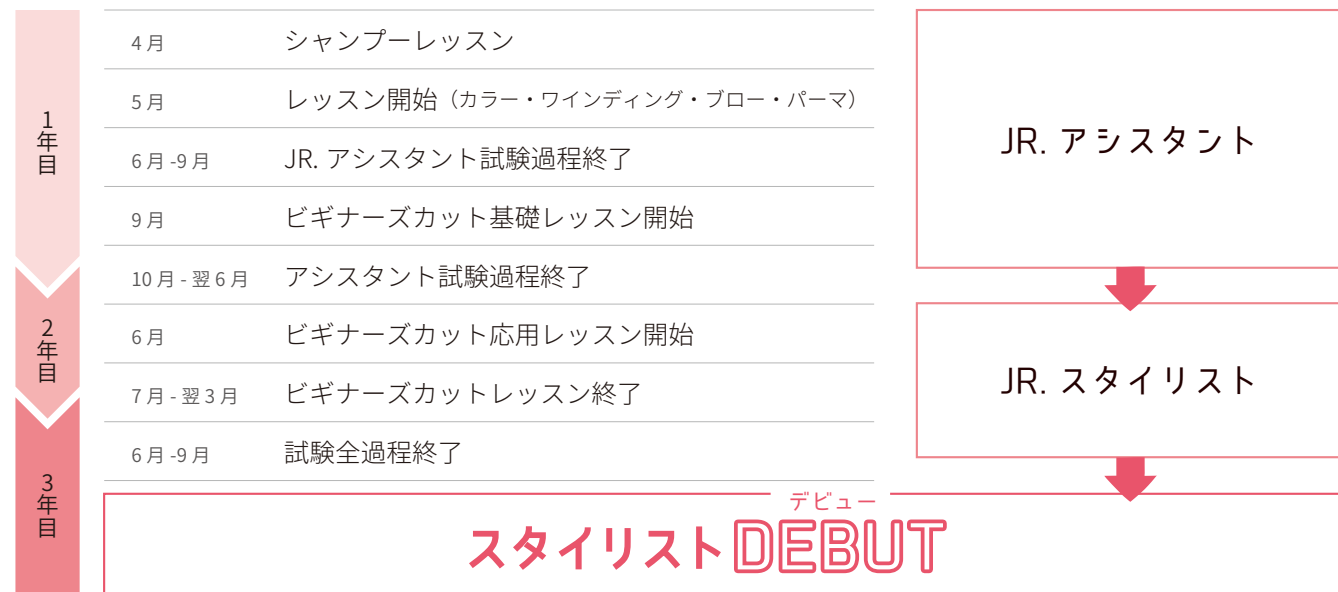 1年目
4月 シャンプーレッスン
5月 レッスン開始（カラー・ワインディング・ブロー・パーマ）
6月-9月 JR. アシスタント試験過程終了
9月 ビギナーズカット基礎レッスン開始
10月-翌6月 アシスタント試験過程終了
2年目
6月 ビギナーズカット応用レッスン開始
7月-翌3月 ビギナーズカットレッスン終了
3年目
6月-9月 試験全過程終了
JR. アシスタント
JR. スタイリスト
デビュー
スタイリストDEBUT